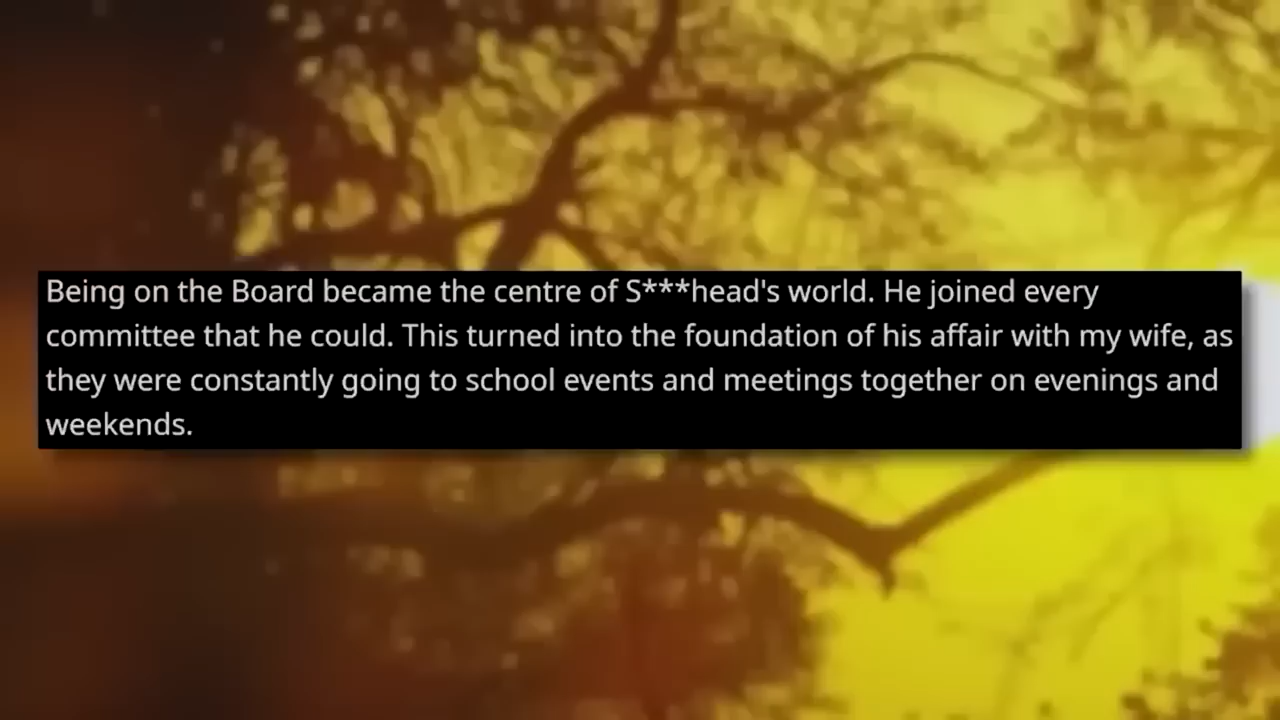 Being on the Board became the centre of S***head's world. He joined every
committee that he could. This turned into the foundation of his affair with my wife, as
they were constantly going to school events and meetings together on evenings and
weekends.